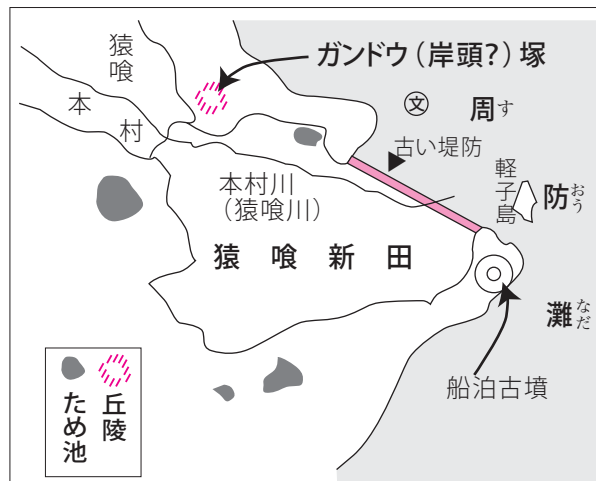 猿喰
ガンドウ（岸頭？）塚
本村
文
周す
古い堤防
軽子島
防おう
本村川
（猿喰川）
猿喰新田
灘なだ
船泊古墳
丘陵
ため池